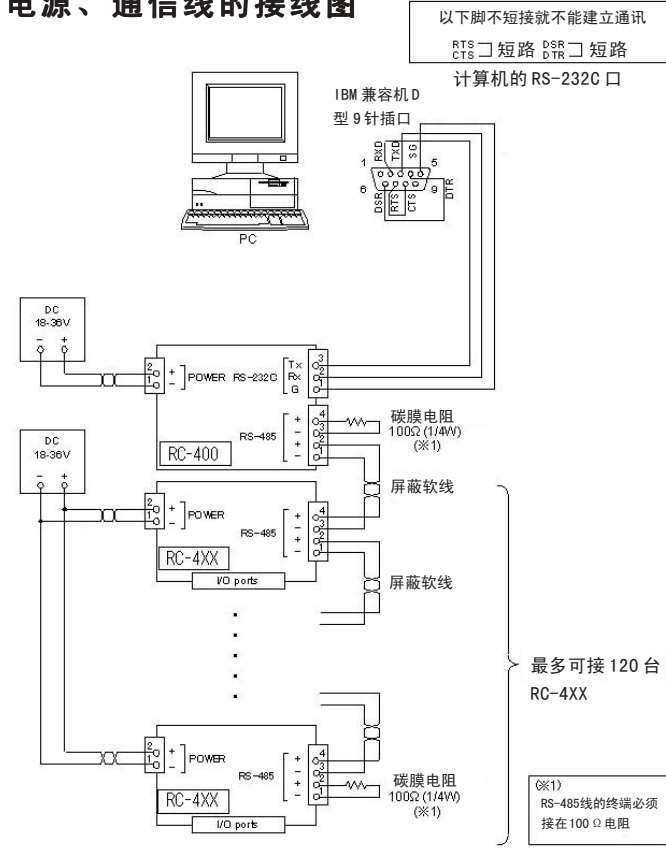 电源、通信线的接线图
以下脚不短接就不能建立通讯
RTS CTS 短路 DSR DTR 短路
计算机的 RS-232C 口
IBM 兼容机 D
型 9 针插口
RXD TXD SG
1 5
6 9
DSR RTS CTS DTR
PC
DC
18-36V
- +
2 + POWER RS-232C Tx 3
1 - Rx 2
G 1
RS-485 + 4
- 3
+ 2
- 1
RC-400
碳膜电阻
100Ω (1/4W)
(※1)
DC
18-36V
- +
屏蔽软线
2 + POWER
1 -
RS-485 + 4
- 3
+ 2
- 1
RC-4XX
I/O ports
屏蔽软线
最多可接 120 台
RC-4XX
2 + POWER
1 -
RS-485 + 4
- 3
+ 2
- 1
RC-4XX
I/O ports
碳膜电阻
100Ω (1/4W)
(※1)
(※1)
RS-485线的终端必须
接在 100 Ω 电阻